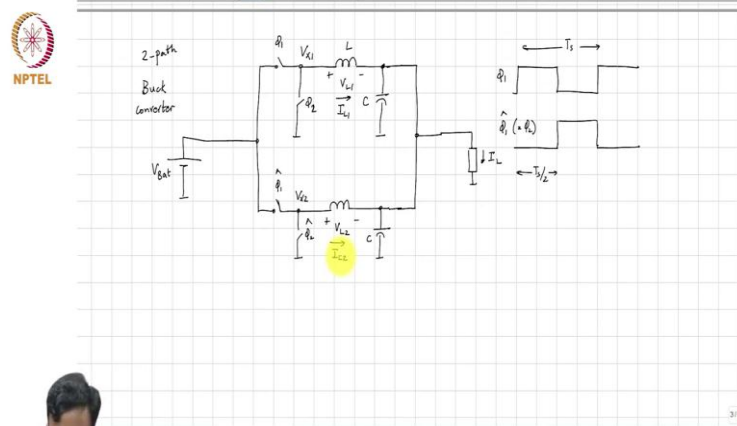 NPTEL
2-path
Buck
converter
V_Bat
φ1
V_x1
L
+ V_L1 -
φ2
I_L1
C
φ̂1
V_x2
+ V_L2 -
φ̂2
I_L2
C
↓ I_L
← T_s →
φ1
φ̂1 (= φ2)
← T_s/2 →
3/